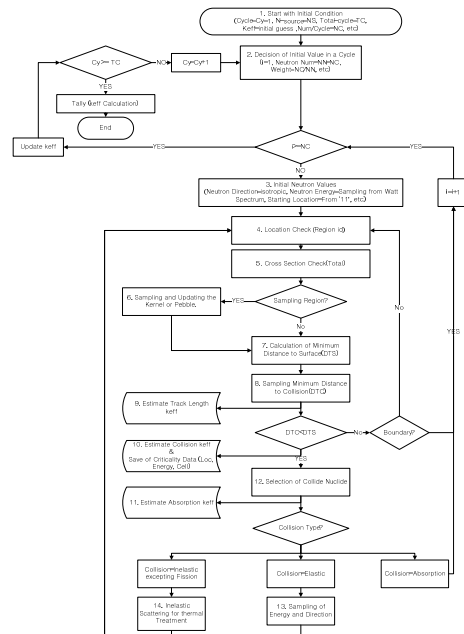 1. Start with Initial Condition
(Cycle=Cy=1, N-source=NS, Total-cycle=TC,
Keff=Initial guess, Num/Cycle=NC, etc)
Cy>= TC
NO
Cy=Cy+1
2. Decision of Initial Value in a Cycle
(i=1, Neutron Num=NN=NC,
Weight=NC/NN, etc)
YES
Tally (keff Calculation)
End
Update keff
YES
YES
NO
3. Initial Neutron Values
(Neutron Direction=isotropic, Neutron Energy=Sampling from Watt
Spectrum, Starting Location=From '11', etc)
i=i+1
4. Location Check (Region Id)
5. Cross Section Check(Total)
6. Sampling and Updating the
Kernel or Pebble.
YES
Sampling Region?
No
No
7. Calculation of Minimum
Distance to Surface(DTS)
8. Sampling Minimum Distance
to Collision(DTC)
9. Estimate Track Length
keff
DTC<DTS
No
Boundary?
YES
10. Estimate Collision keff
&
Save of Criticality Data (Loc,
Energy, Cell)
YES
12. Selection of Collide Nuclide
11. Estimate Absorption keff
Collision Type?
Collision=Inelastic
excepting Fission
Collision=Elastic
Collision=Absorption
14. Inelastic
Scattering for thermal
Treatment
13. Sampling of
Energy and Direction